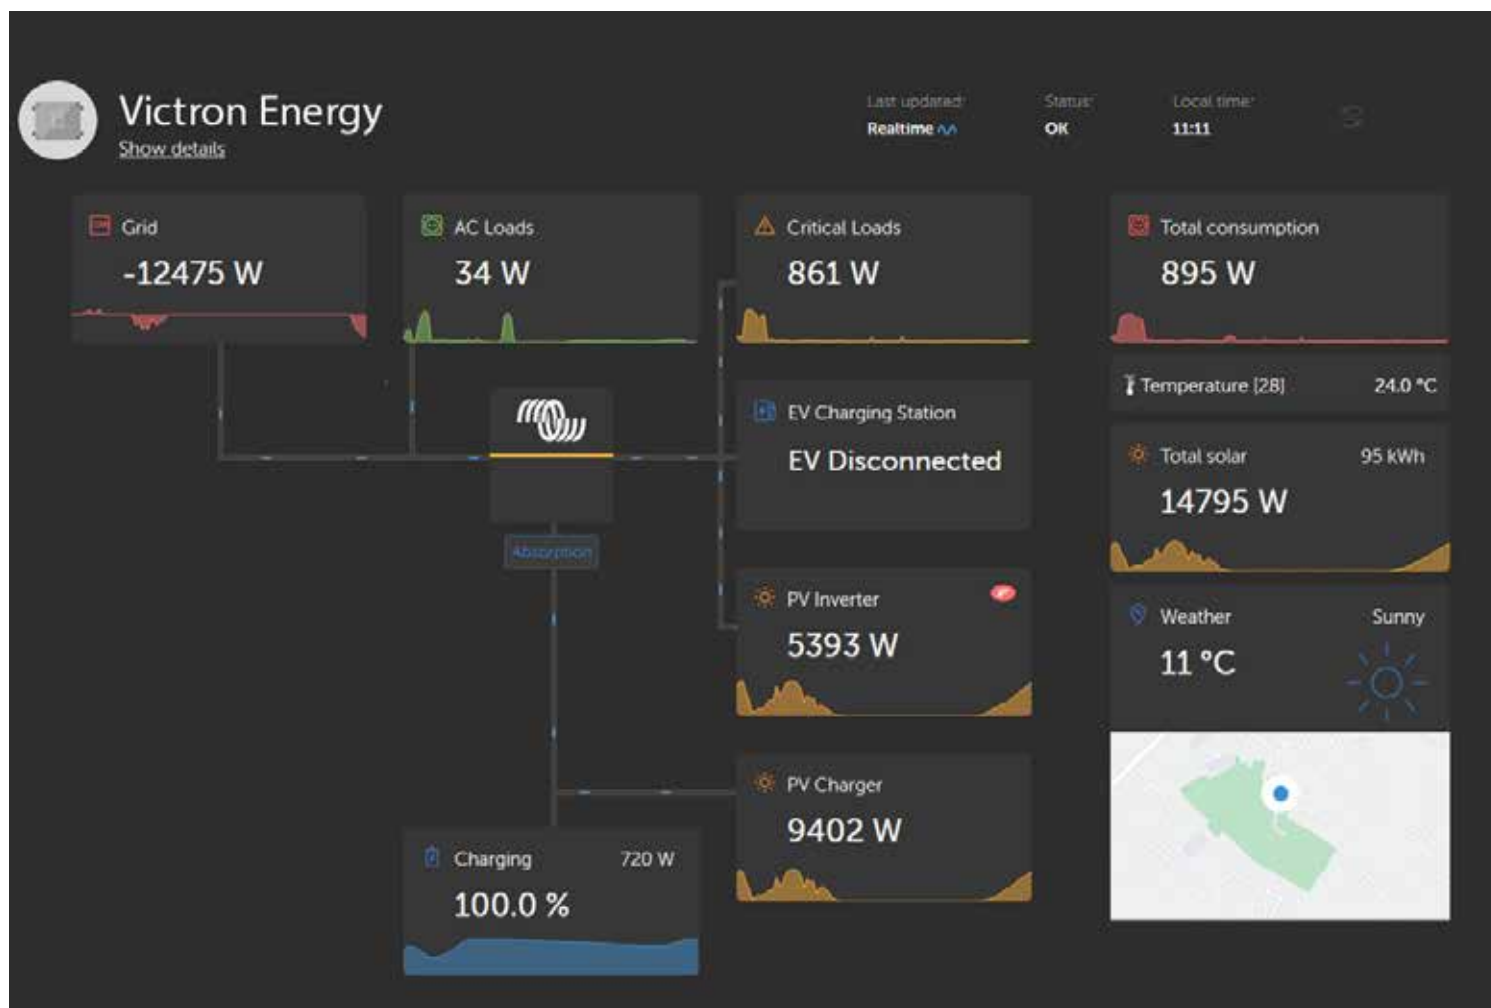 Victron Energy
Show details
Last updated:
Realtime
Status:
OK
Local time:
11:11
Grid
-12475 W
AC Loads
34 W
Critical Loads
861 W
Total consumption
895 W
Temperature [28] 24.0 °C
EV Charging Station
EV Disconnected
Total solar 95 kWh
14795 W
Absorption
PV Inverter
5393 W
Weather Sunny
11 °C
PV Charger
9402 W
Charging 720 W
100.0 %